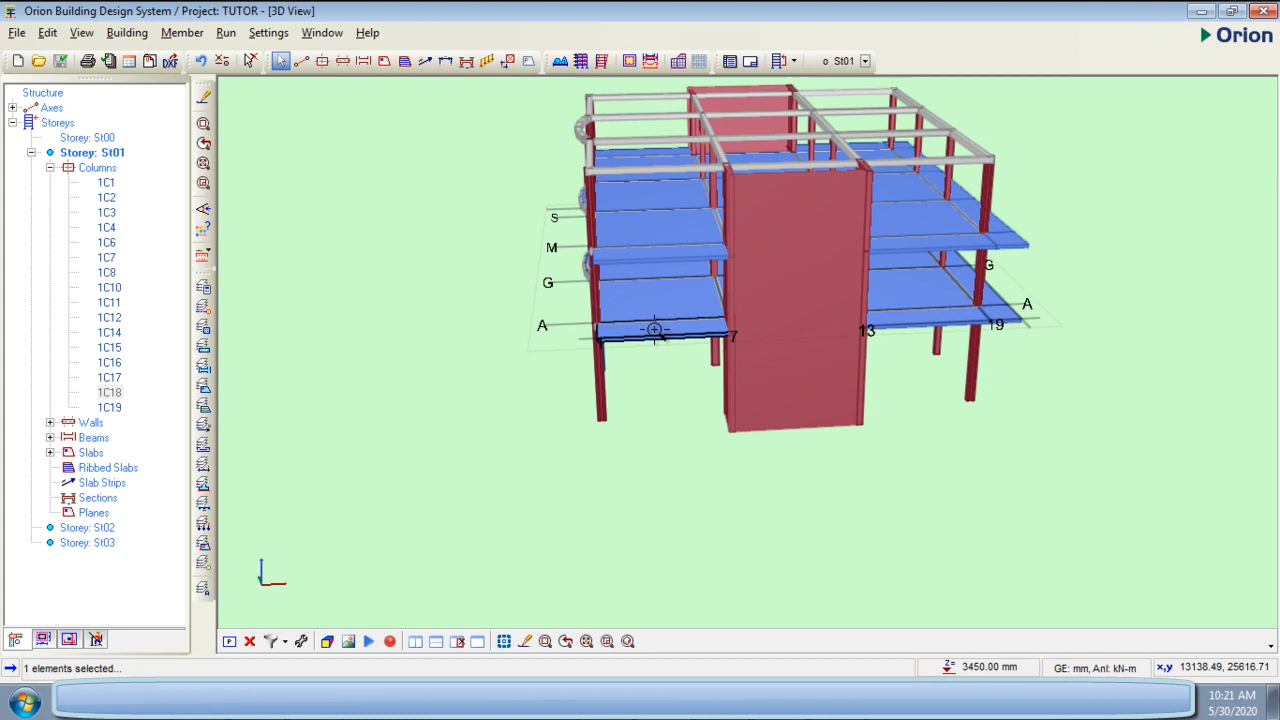 Orion Building Design System / Project: TUTOR - [3D View]
File Edit View Building Member Run Settings Window Help
Orion
DXF
St01
Structure
Axes
Storeys
Storey: St00
Storey: St01
Columns
1C1
1C2
1C3
1C4
1C6
1C7
1C8
1C10
1C11
1C12
1C14
1C15
1C16
1C17
1C18
1C19
Walls
Beams
Slabs
Ribbed Slabs
Slab Strips
Sections
Planes
Storey: St02
Storey: St03
S
M
G
A
7
13
19
A
G
P
1 elements selected...
Z= 3450.00 mm
GE: mm, Anl: kN-m
x,y 13138.49, 25616.71
10:21 AM
5/30/2020